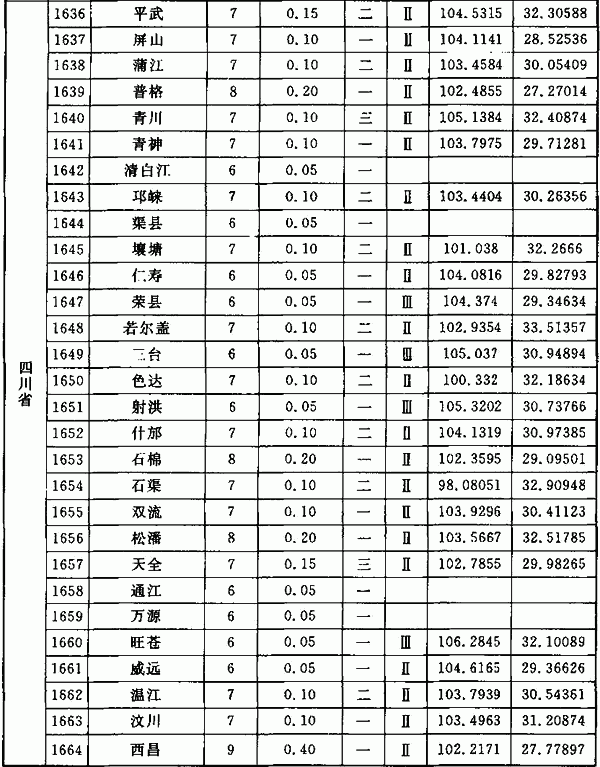 四川省
1636 平武 7 0.15 二 Ⅱ 104.5315 32.30588
1637 屏山 7 0.10 一 Ⅱ 104.1141 28.52536
1638 蒲江 7 0.10 二 Ⅱ 103.4584 30.05409
1639 普格 8 0.20 一 Ⅱ 102.4855 27.27014
1640 青川 7 0.10 三 Ⅱ 105.1384 32.40874
1641 青神 7 0.10 一 Ⅱ 103.7975 29.71281
1642 清白江 6 0.05 一
1643 邛崃 7 0.10 二 Ⅱ 103.4404 30.26356
1644 渠县 6 0.05 一
1645 壤塘 7 0.10 二 Ⅱ 101.038 32.2666
1646 仁寿 6 0.05 一 Ⅱ 104.0816 29.82793
1647 荣县 6 0.05 一 Ⅲ 104.374 29.34634
1648 若尔盖 7 0.10 二 Ⅱ 102.9354 33.51357
1649 三台 6 0.05 一 Ⅲ 105.037 30.94894
1650 色达 7 0.10 二 Ⅱ 100.332 32.18634
1651 射洪 6 0.05 一 Ⅲ 105.3202 30.73766
1652 什邡 7 0.10 二 Ⅱ 104.1319 30.97385
1653 石棉 8 0.20 一 Ⅱ 102.3595 29.09501
1654 石渠 7 0.10 二 Ⅱ 98.08051 32.90948
1655 双流 7 0.10 一 Ⅱ 103.9296 30.41123
1656 松潘 8 0.20 一 Ⅱ 103.5667 32.51785
1657 天全 7 0.15 三 Ⅱ 102.7855 29.98265
1658 通江 6 0.05 一
1659 万源 6 0.05 一
1660 旺苍 6 0.05 一 Ⅲ 106.2845 32.10089
1661 威远 6 0.05 一 Ⅱ 104.6165 29.36626
1662 温江 7 0.10 二 Ⅱ 103.7939 30.54361
1663 汶川 7 0.10 一 Ⅱ 103.4963 31.20874
1664 西昌 9 0.40 一 Ⅱ 102.2171 27.77897